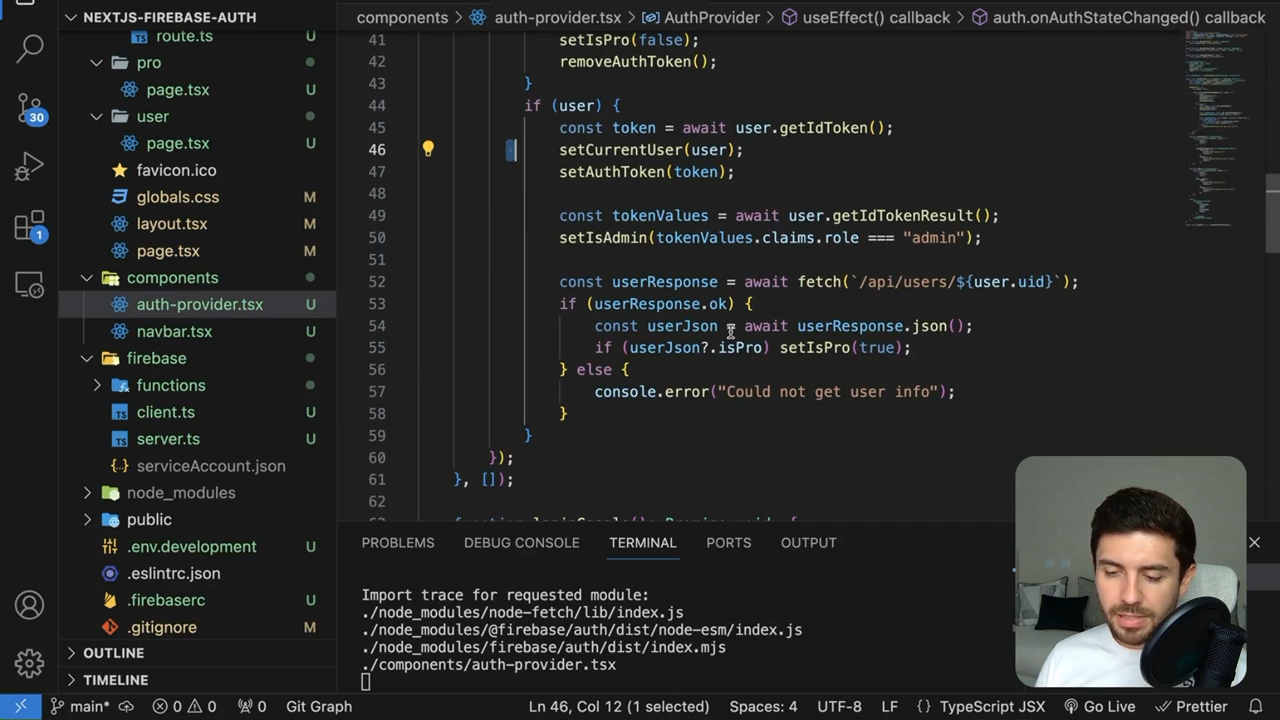 NEXTJS-FIREBASE-AUTH
TS route.ts
pro
page.tsx U
user
page.tsx U
favicon.ico
globals.css M
layout.tsx M
page.tsx M
components
auth-provider.tsx U
navbar.tsx U
firebase
functions
client.ts U
TS server.ts U
serviceAccount.json
node_modules
public
.env.development U
.eslintrc.json
.firebaserc U
.gitignore M
OUTLINE
TIMELINE
30
1
components > auth-provider.tsx > AuthProvider > useEffect() callback > auth.onAuthStateChanged() callback
41 setIsPro(false);
42 removeAuthToken();
43 }
44 if (user) {
45 const token = await user.getIdToken();
46 setCurrentUser(user);
47 setAuthToken(token);
48
49 const tokenValues = await user.getIdTokenResult();
50 setIsAdmin(tokenValues.claims.role === "admin");
51
52 const userResponse = await fetch(`/api/users/${user.uid}`);
53 if (userResponse.ok) {
54 const userJson = await userResponse.json();
55 if (userJson?.isPro) setIsPro(true);
56 } else {
57 console.error("Could not get user info");
58 }
59 }
60 });
61 }, []);
62
PROBLEMS DEBUG CONSOLE TERMINAL PORTS OUTPUT
Import trace for requested module:
./node_modules/node-fetch/lib/index.js
./node_modules/@firebase/auth/dist/node-esm/index.js
./node_modules/firebase/auth/dist/index.mjs
./components/auth-provider.tsx
main* 0 0 0 Git Graph Ln 46, Col 12 (1 selected) Spaces: 4 UTF-8 LF {} TypeScript JSX Go Live Prettier